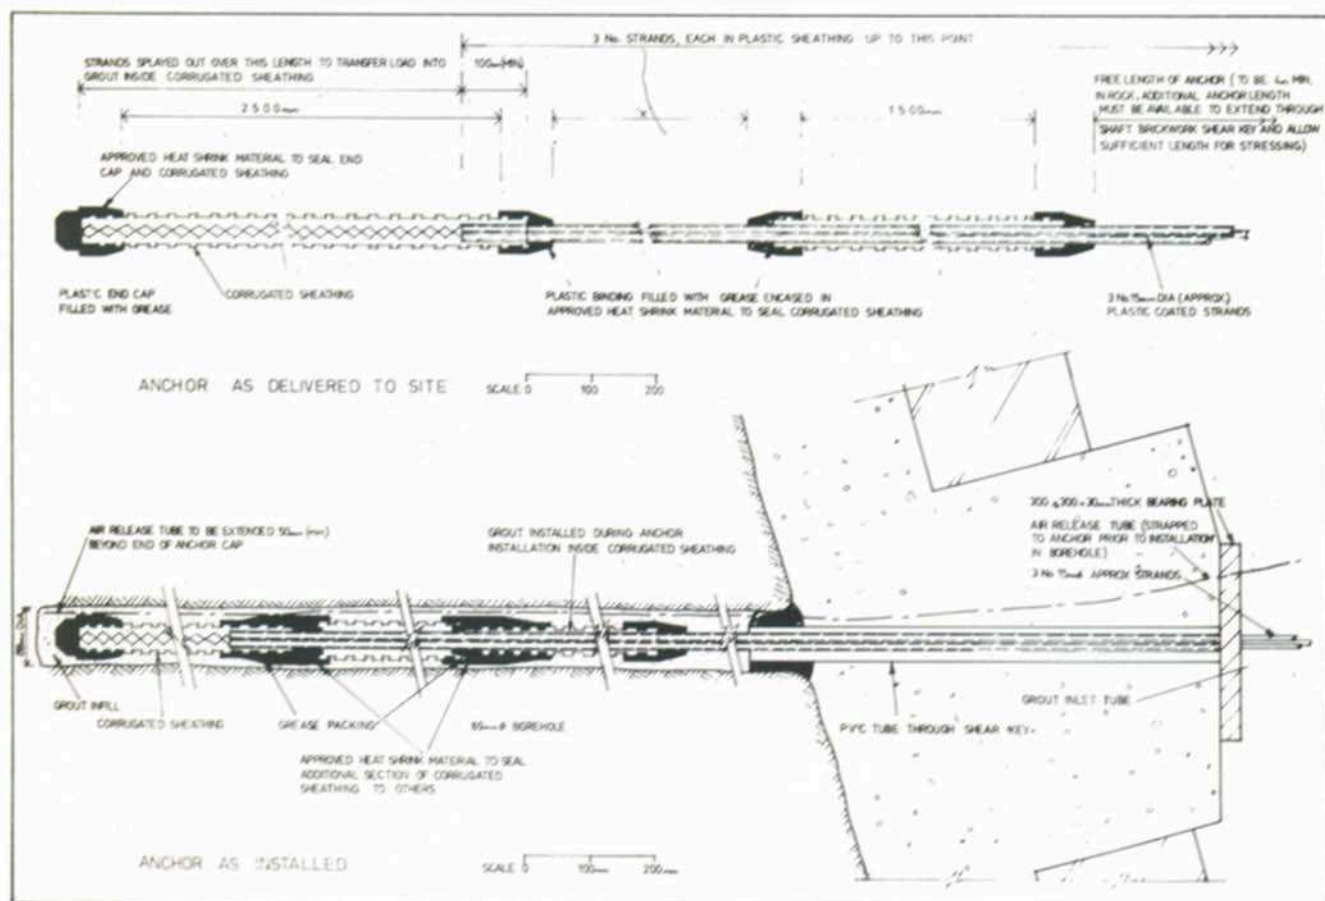 3 No. STRANDS, EACH IN PLASTIC SHEATHING UP TO THIS POINT
STRANDS SPLAYED OUT OVER THIS LENGTH TO TRANSFER LOAD INTO
GROUT INSIDE CORRUGATED SHEATHING
100mm(MIN)
FREE LENGTH OF ANCHOR (TO BE 4m MIN.
IN ROCK. ADDITIONAL ANCHOR LENGTH
MUST BE AVAILABLE TO EXTEND THROUGH
SHAFT BRICKWORK SHEAR KEY AND ALLOW
SUFFICIENT LENGTH FOR STRESSING)
2500mm
x
1500mm
APPROVED HEAT SHRINK MATERIAL TO SEAL END
CAP AND CORRUGATED SHEATHING
PLASTIC END CAP
FILLED WITH GREASE
CORRUGATED SHEATHING
PLASTIC BINDING FILLED WITH GREASE ENCASED IN
APPROVED HEAT SHRINK MATERIAL TO SEAL CORRUGATED SHEATHING
3 No.15mm DIA (APPROX)
PLASTIC COATED STRANDS
ANCHOR AS DELIVERED TO SITE
SCALE 0 100 200
AIR RELEASE TUBE TO BE EXTENDED 50mm (min)
BEYOND END OF ANCHOR CAP
GROUT INSTALLED DURING ANCHOR
INSTALLATION INSIDE CORRUGATED SHEATHING
THICK BEARING PLATE
AIR RELEASE TUBE (STRAPPED
TO ANCHOR PRIOR TO INSTALLATION
IN BOREHOLE)
3 No 15mmø APPROX STRANDS
GROUT INFILL
CORRUGATED SHEATHING
GREASE PACKING
85mm ø BOREHOLE
APPROVED HEAT SHRINK MATERIAL TO SEAL
ADDITIONAL SECTION OF CORRUGATED
SHEATHING TO OTHERS
GROUT INLET TUBE
PVC TUBE THROUGH SHEAR KEY
ANCHOR AS INSTALLED
SCALE 0 100mm 200mm